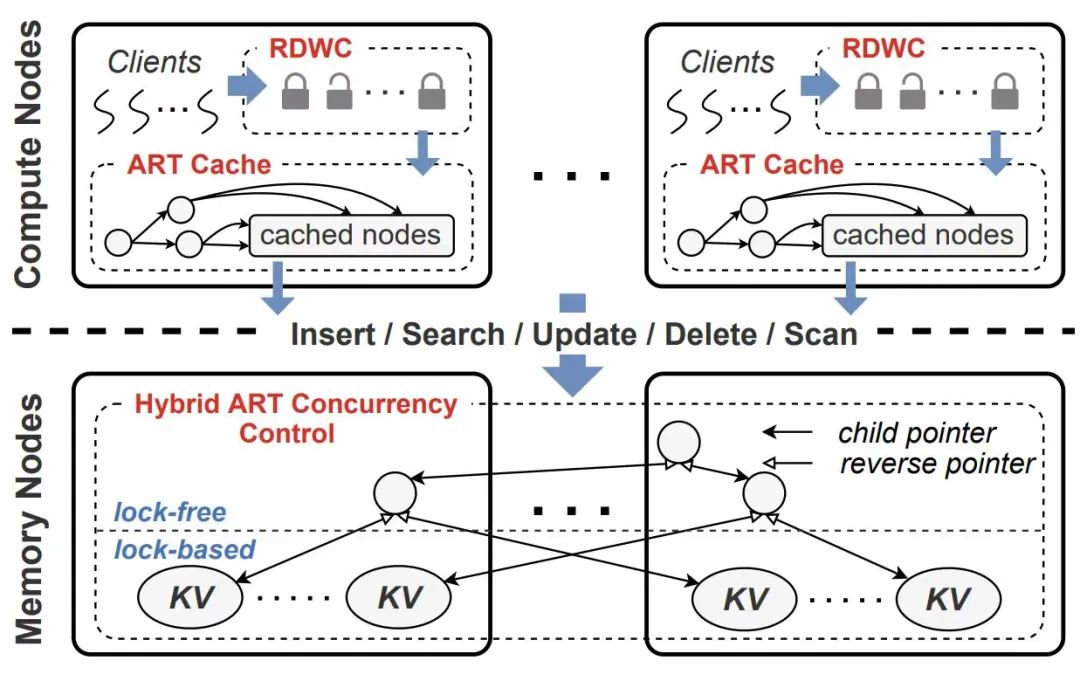 Compute Nodes
Clients
RDWC
...
ART Cache
cached nodes
...
Clients
RDWC
...
ART Cache
cached nodes
Insert / Search / Update / Delete / Scan
Memory Nodes
Hybrid ART Concurrency
Control
child pointer
reverse pointer
...
lock-free
lock-based
KV ..... KV
KV ..... KV